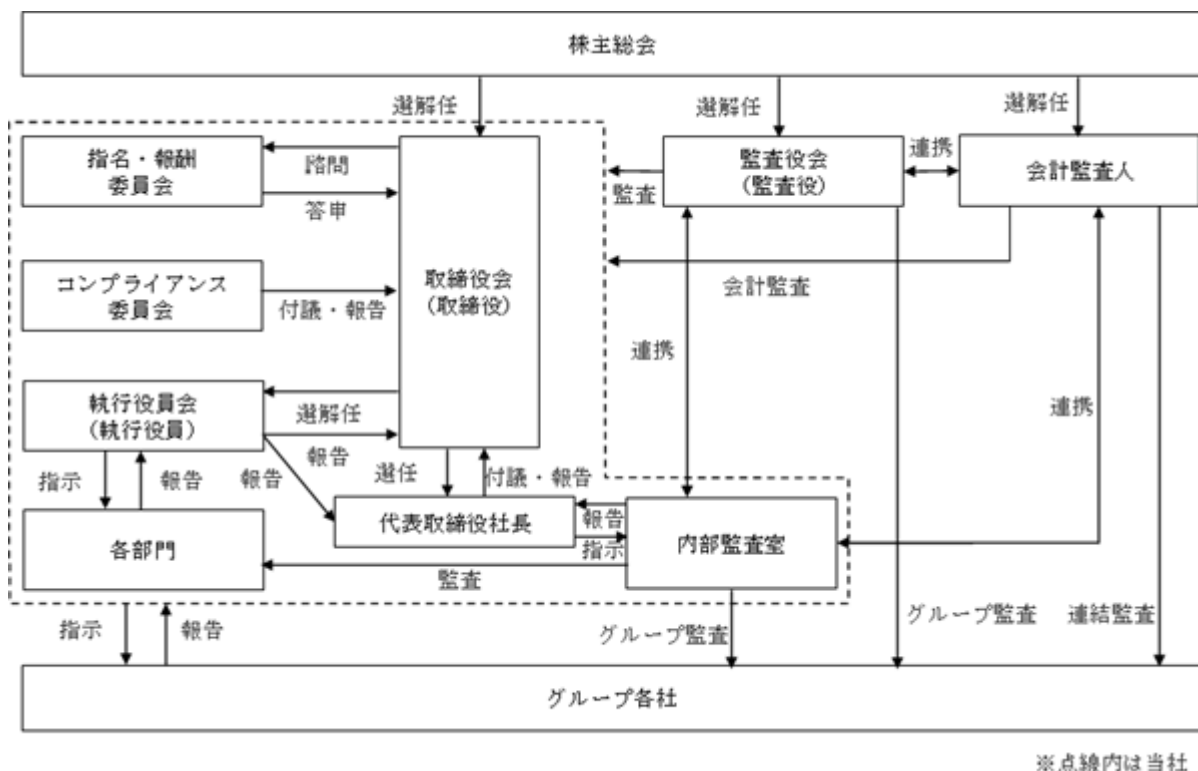 株主総会
選解任
選解任
選解任
指名・報酬
委員会
諮問
答申
監査役会
(監査役)
連携
会計監査人
監査
コンプライアンス
委員会
付議・報告
取締役会
(取締役)
会計監査
連携
連携
執行役員会
(執行役員)
選解任
報告
指示
報告
報告
選任
付議・報告
代表取締役社長
報告
指示
内部監査室
各部門
監査
指示
報告
グループ監査
グループ監査
連結監査
グループ各社
※点線内は当社